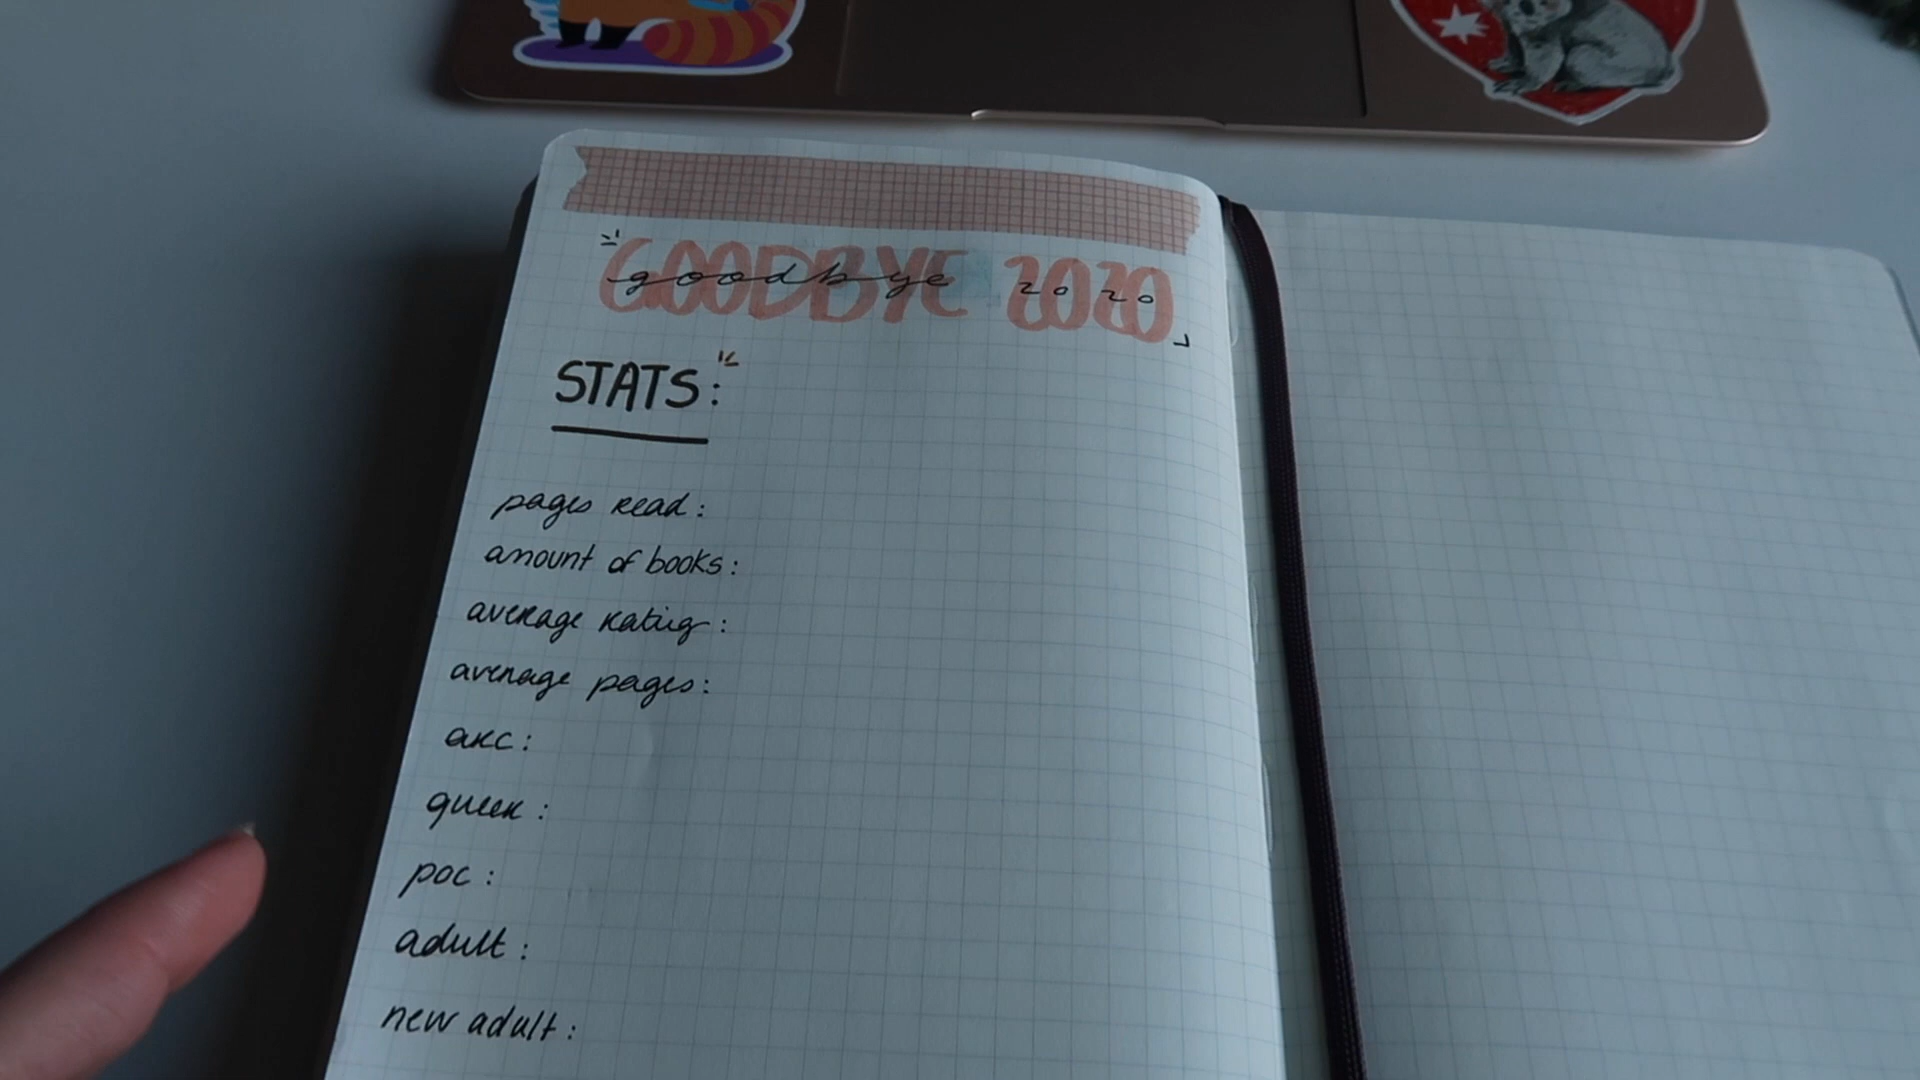 GOODBYE 2020
goodbye 2020
STATS:
pages read:
amount of books:
average rating:
average pages:
arc:
queer:
poc:
adult:
new adult: